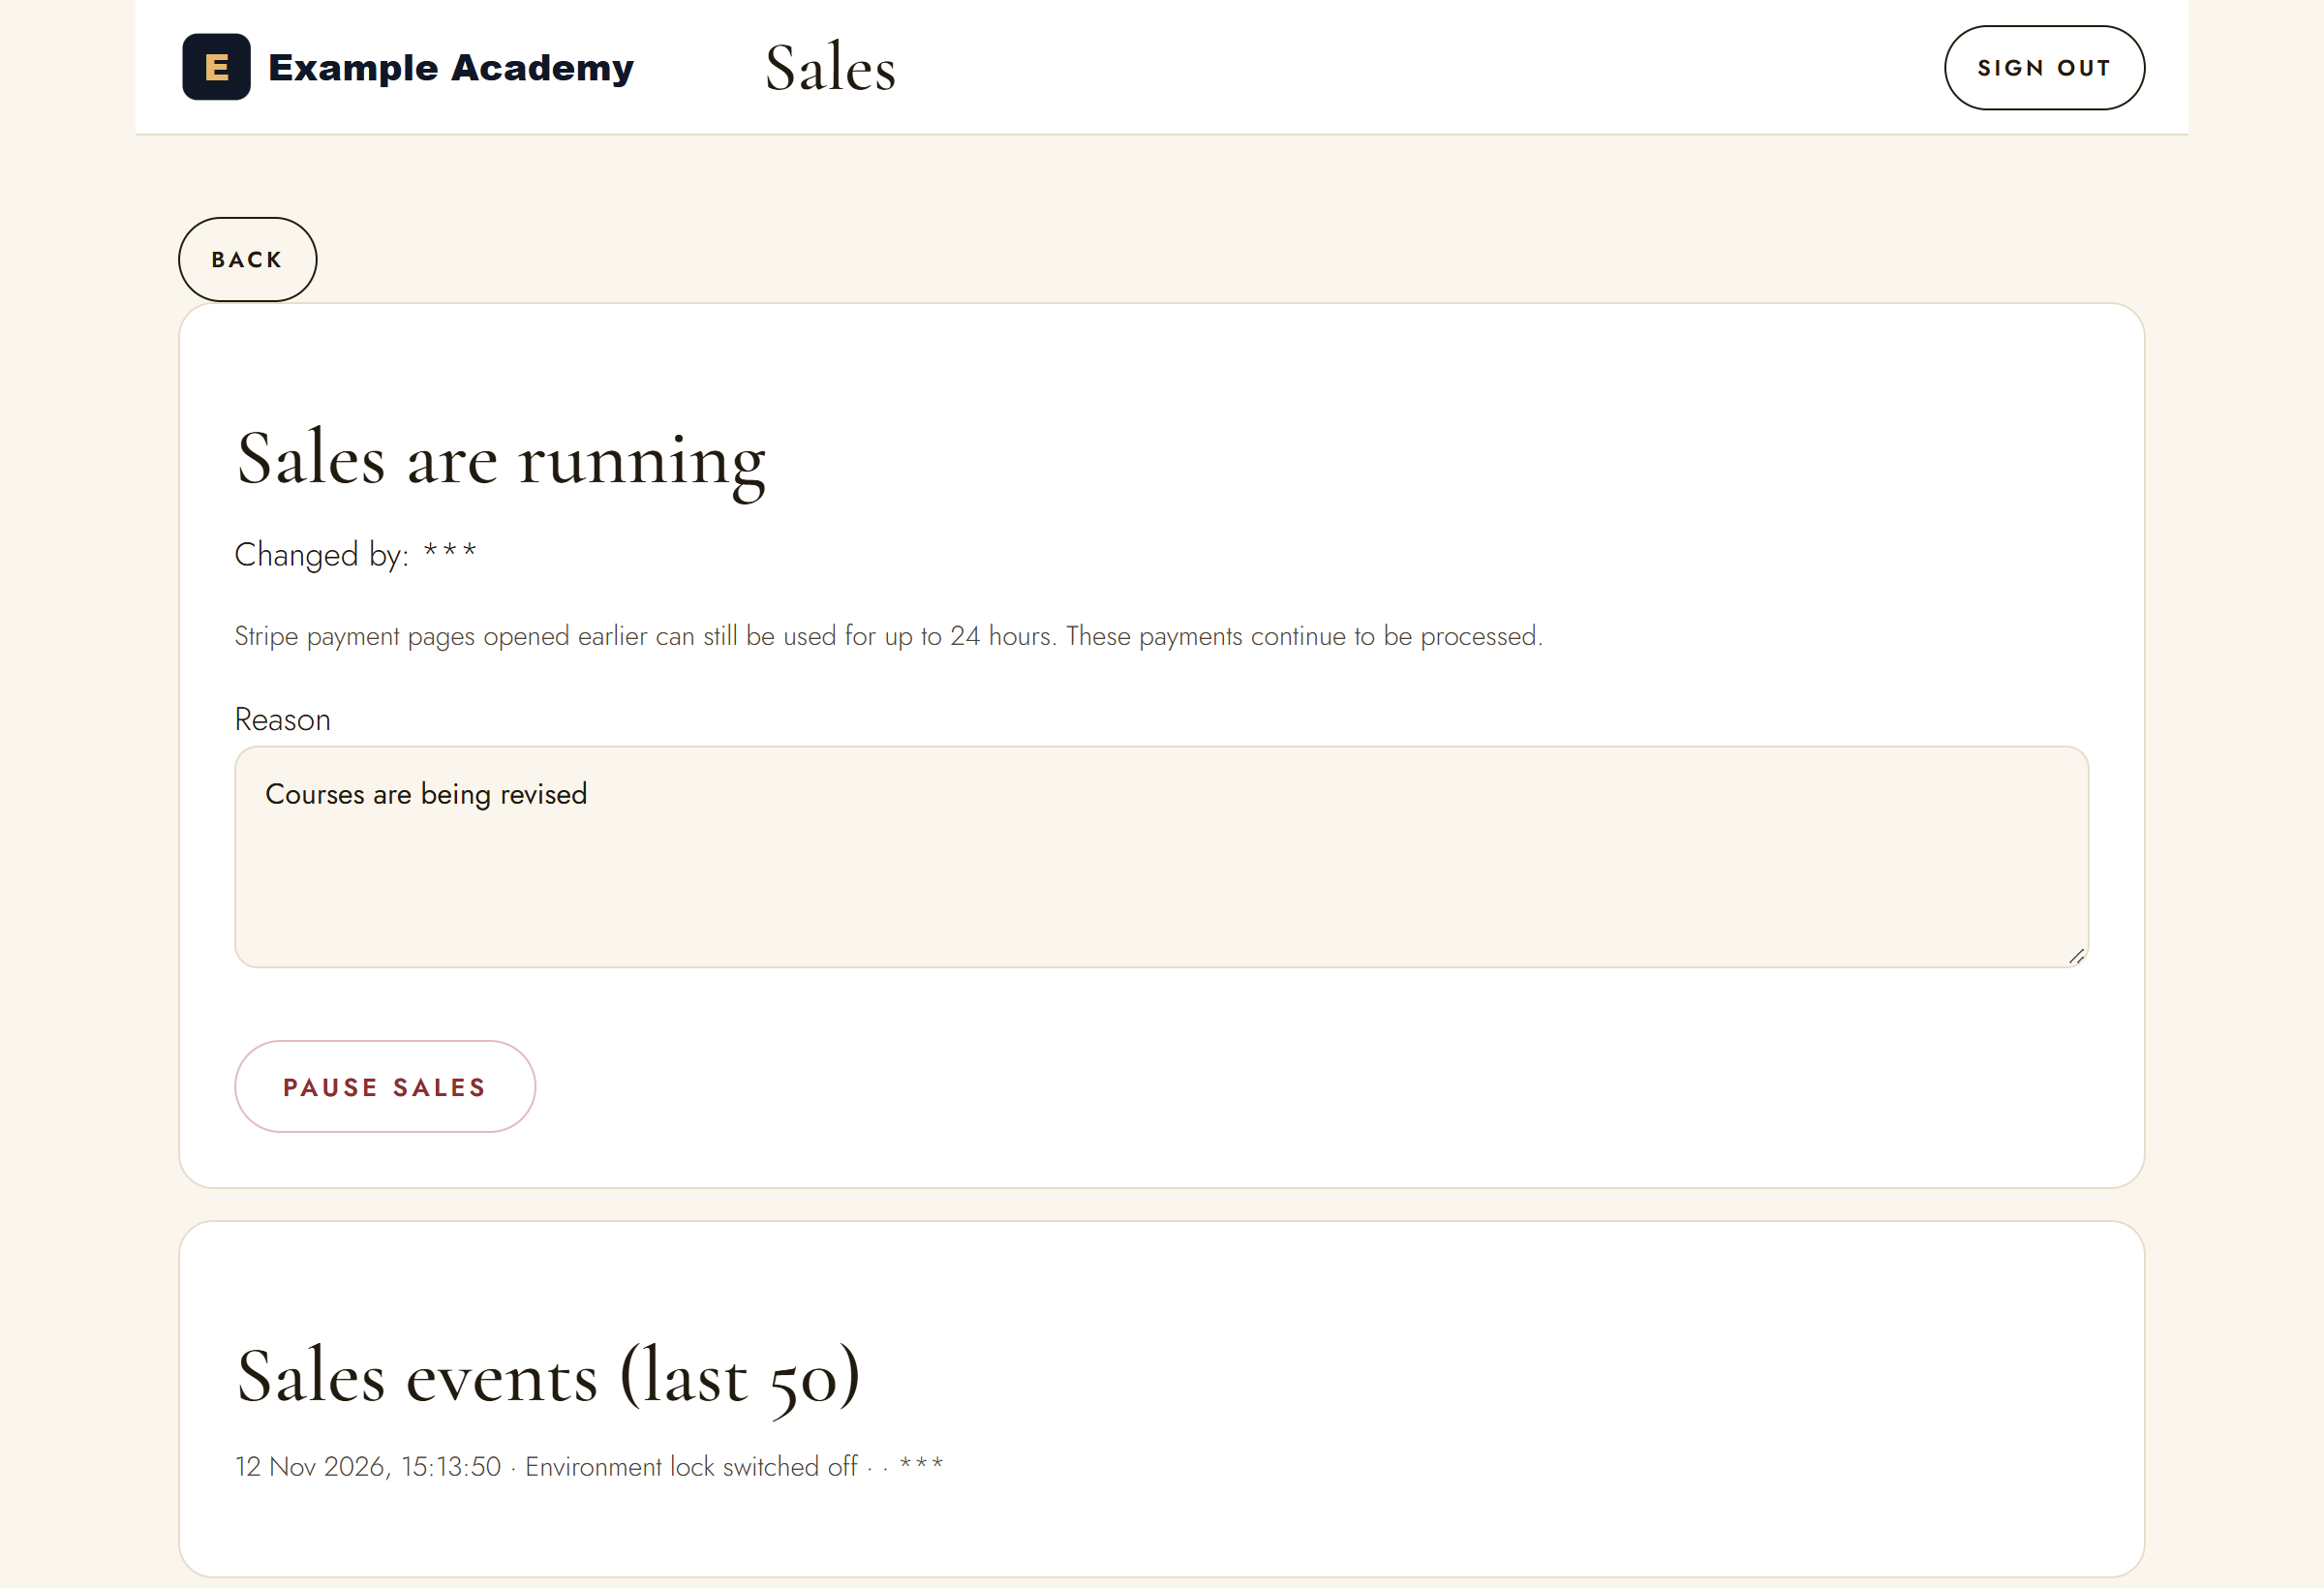 E Example Academy
Sales
SIGN OUT
BACK
Sales are running
Changed by: ***
Stripe payment pages opened earlier can still be used for up to 24 hours. These payments continue to be processed.
Reason
Courses are being revised
PAUSE SALES
Sales events (last 50)
12 Nov 2026, 15:13:50 · Environment lock switched off · · ***